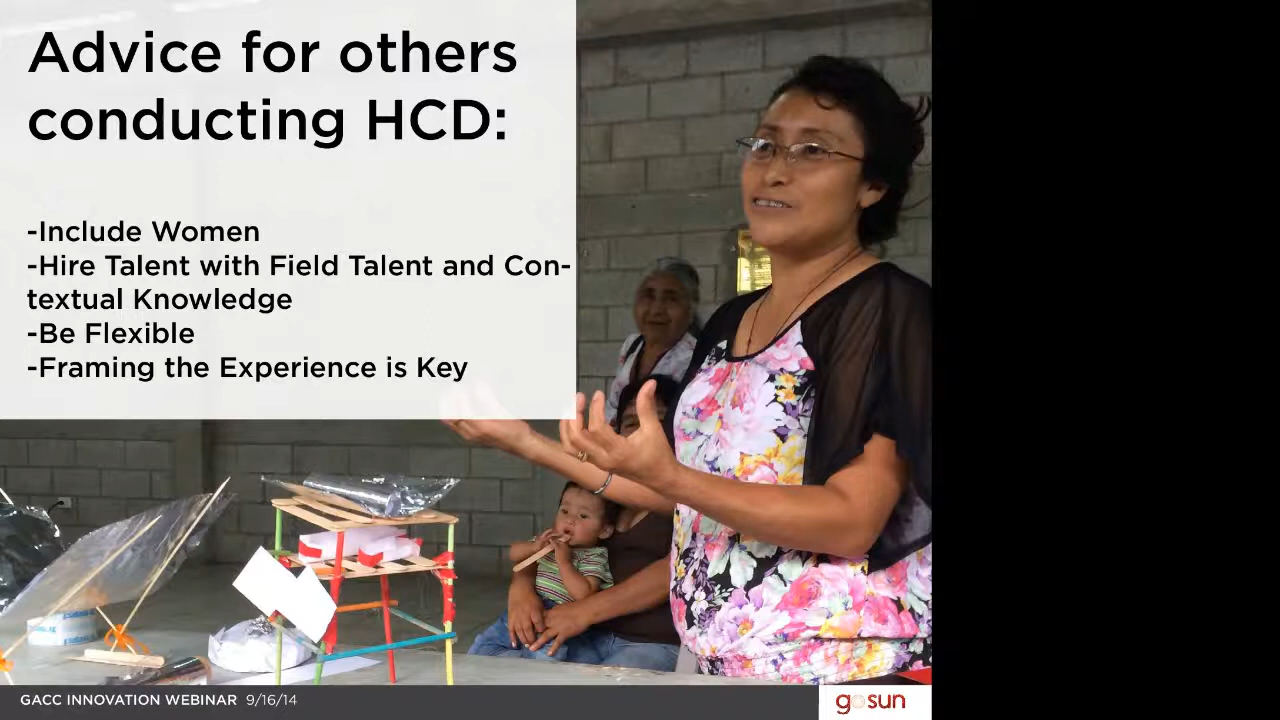 Advice for others
conducting HCD:
-Include Women
-Hire Talent with Field Talent and Con-
textual Knowledge
-Be Flexible
-Framing the Experience is Key
GACC INNOVATION WEBINAR 9/16/14
gosun